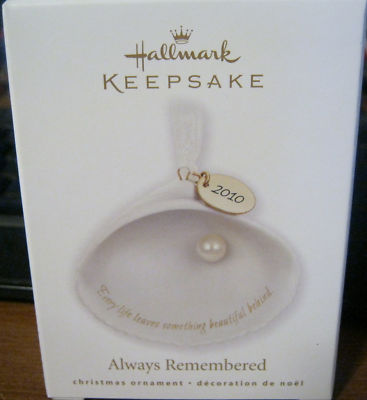 Hallmark
KEEPSAKE
2010
Every life leaves something beautiful behind
Always Remembered
christmas ornament • décoration de noël